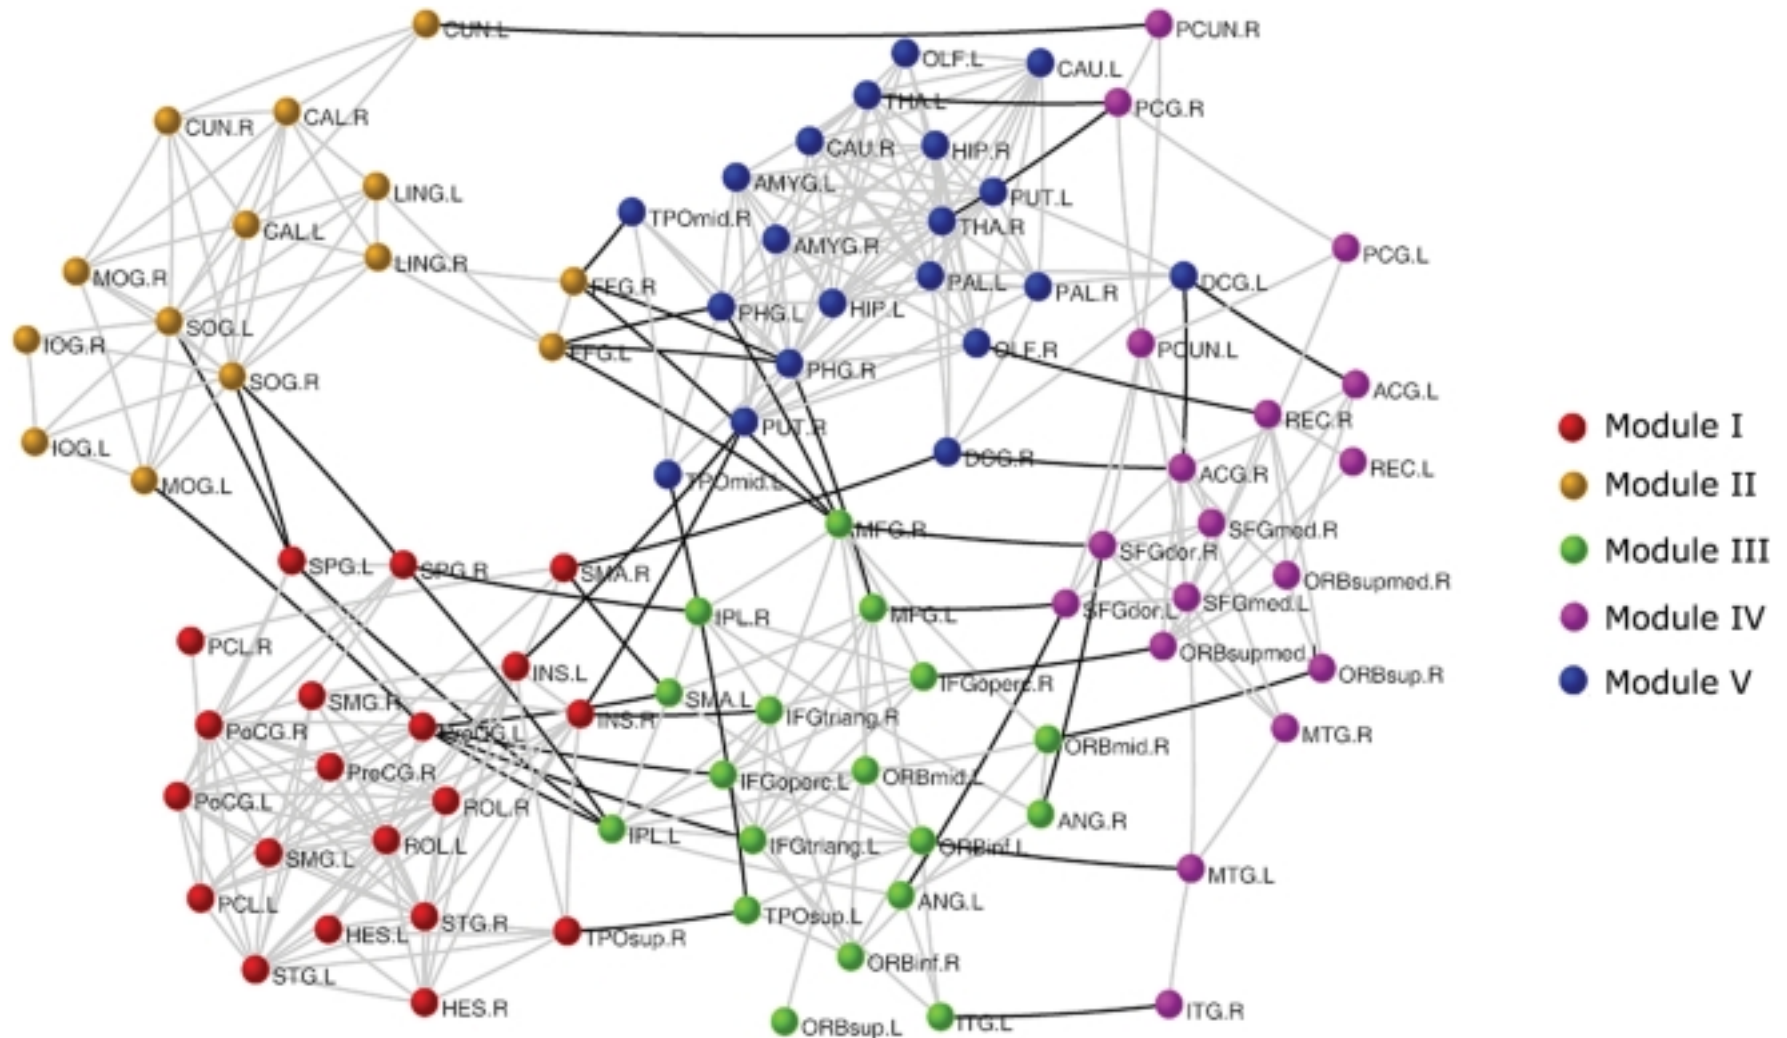 CUN.L
PCUN.R
OLF.L
CAU.L
THA.L
PCG.R
CUN.R
CAL.R
CAU.R
HIP.R
AMYG.L
LING.L
PUT.L
TPOmid.R
THA.R
CAL.L
AMYG.R
PCG.L
LING.R
MOG.R
FFG.R
PAL.L
PAL.R
DCG.L
PHG.L
HIP.L
SOG.L
IOG.R
FFG.L
OLF.R
PCUN.L
PHG.R
SOG.R
ACG.L
REC.R
PUT.R
Module I
IOG.L
DCG.R
REC.L
ACG.R
MOG.L
TPOmid.L
Module II
MFG.R
SFGmed.R
SFGdor.R
Module III
SPG.L
SPG.R
SMA.R
ORBsupmed.R
SFGmed.L
SFGdor.L
IPL.R
MFG.L
Module IV
PCL.R
ORBsupmed.L
INS.L
IFGoperc.R
ORBsup.R
Module V
SMG.R
SMA.L
IFGtriang.R
INS.R
PoCG.R
PreCG.L
MTG.R
ORBmid.R
PreCG.R
IFGoperc.L
ORBmid.L
PoCG.L
ROL.R
ANG.R
IPL.L
ROL.L
IFGtriang.L
ORBinf.L
SMG.L
MTG.L
PCL.L
ANG.L
TPOsup.L
STG.R
HES.L
TPOsup.R
ORBinf.R
STG.L
HES.R
ITG.R
ITG.L
ORBsup.L